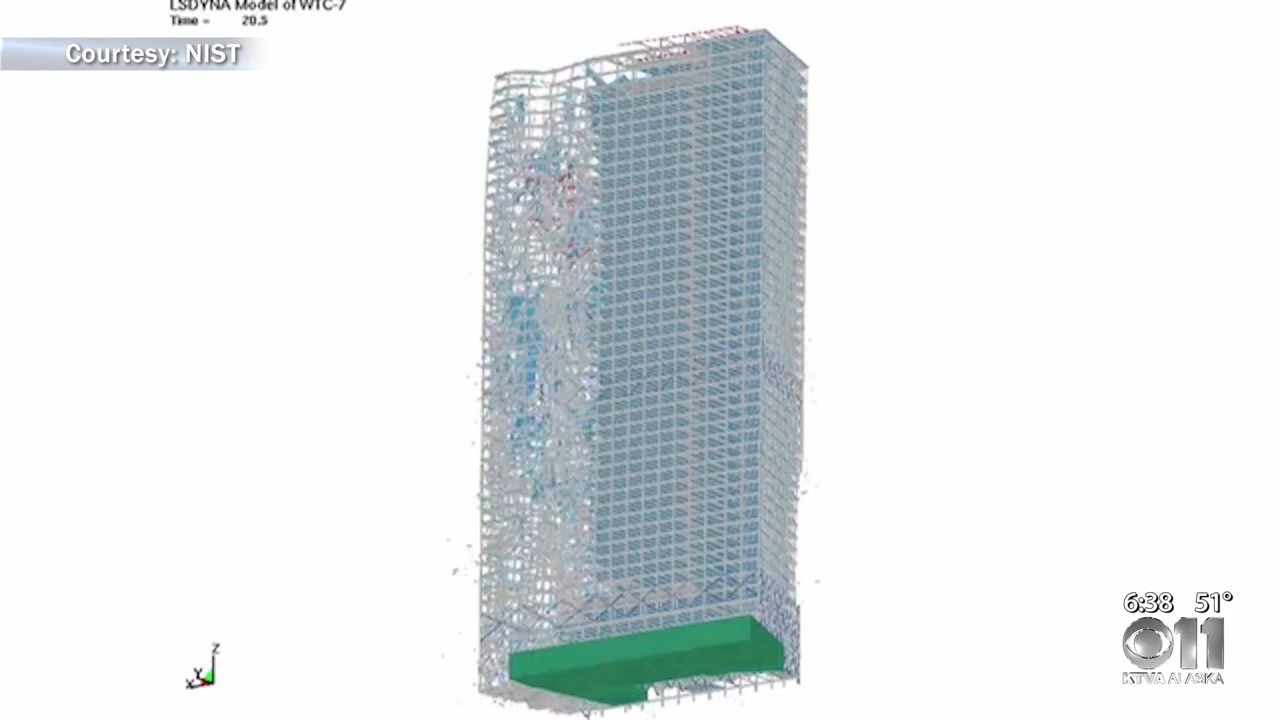 LSDYNA Model of WTC-7
Time = 20.5
Courtesy: NIST
Z
Y
X
6:38 51°
11
KTVA ALASKA